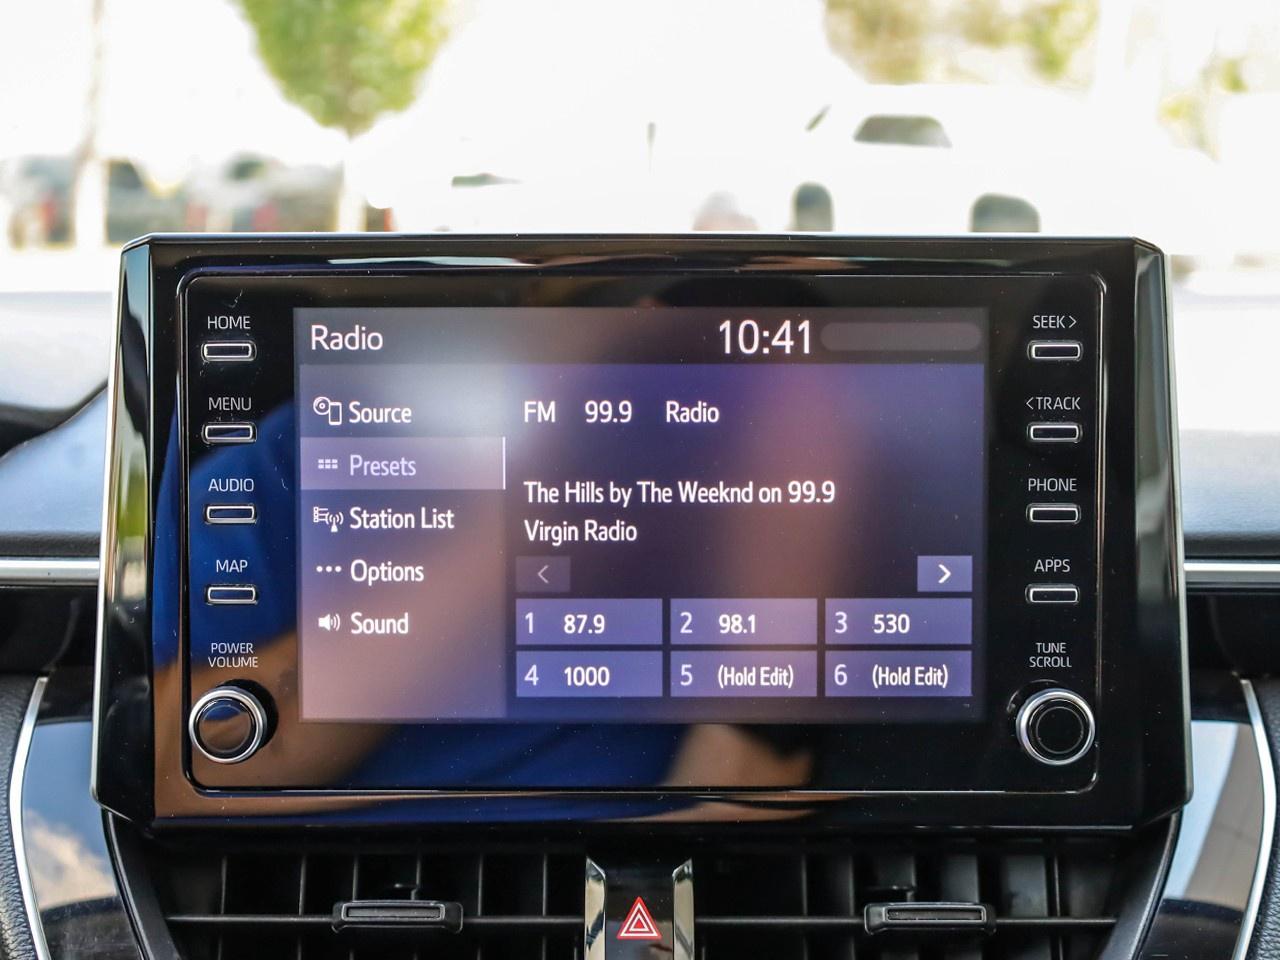 HOME
MENU
AUDIO
MAP
POWER
VOLUME
Radio
10:41
Source
Presets
Station List
Options
Sound
FM 99.9 Radio
The Hills by The Weeknd on 99.9
Virgin Radio
< >
1 87.9 2 98.1 3 530
4 1000 5 (Hold Edit) 6 (Hold Edit)
SEEK >
< TRACK
PHONE
APPS
TUNE
SCROLL